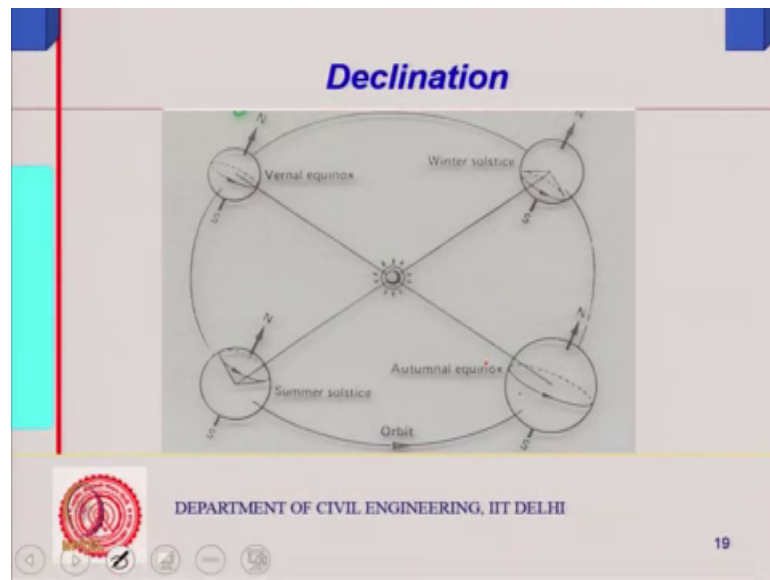 Declination
N
N
Vernal equinox
Winter solstice
S
S
N
N
Autumnal equinox
Summer solstice
S
S
Orbit
DEPARTMENT OF CIVIL ENGINEERING, IIT DELHI
19